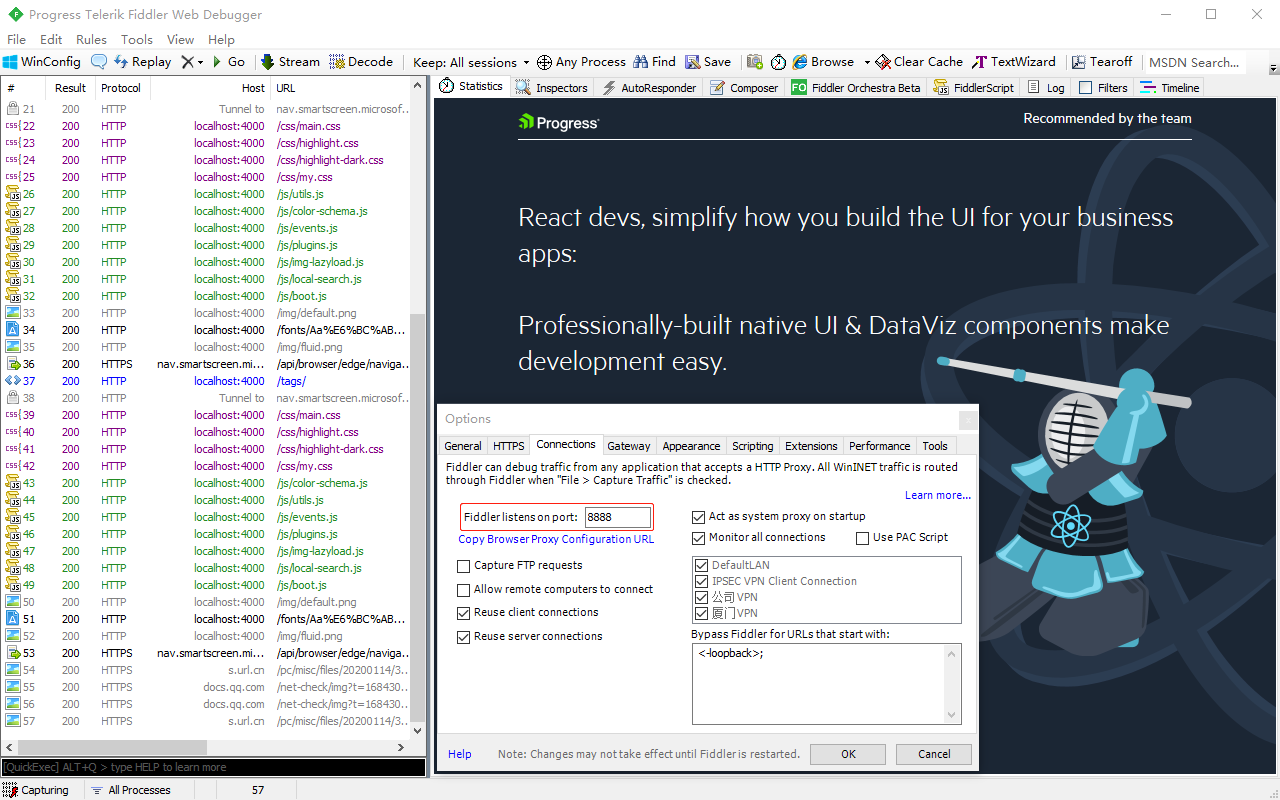 Progress Telerik Fiddler Web Debugger
File Edit Rules Tools View Help
WinConfig Replay Go Stream Decode Keep: All sessions Any Process Find Save Browse Clear Cache TextWizard Tearoff MSDN Search...
# Result Protocol Host URL
21 200 HTTP Tunnel to nav.smartscreen.microsof...
22 200 HTTP localhost:4000 /css/main.css
23 200 HTTP localhost:4000 /css/highlight.css
24 200 HTTP localhost:4000 /css/highlight-dark.css
25 200 HTTP localhost:4000 /css/my.css
26 200 HTTP localhost:4000 /js/utils.js
27 200 HTTP localhost:4000 /js/color-schema.js
28 200 HTTP localhost:4000 /js/events.js
29 200 HTTP localhost:4000 /js/plugins.js
30 200 HTTP localhost:4000 /js/img-lazyload.js
31 200 HTTP localhost:4000 /js/local-search.js
32 200 HTTP localhost:4000 /js/boot.js
33 200 HTTP localhost:4000 /img/default.png
34 200 HTTP localhost:4000 /fonts/Aa%E6%BC%AB...
35 200 HTTP localhost:4000 /img/fluid.png
36 200 HTTPS nav.smartscreen.mi... /api/browser/edge/naviga...
37 200 HTTP localhost:4000 /tags/
38 200 HTTP Tunnel to nav.smartscreen.microsof...
39 200 HTTP localhost:4000 /css/main.css
40 200 HTTP localhost:4000 /css/highlight.css
41 200 HTTP localhost:4000 /css/highlight-dark.css
42 200 HTTP localhost:4000 /css/my.css
43 200 HTTP localhost:4000 /js/color-schema.js
44 200 HTTP localhost:4000 /js/utils.js
45 200 HTTP localhost:4000 /js/events.js
46 200 HTTP localhost:4000 /js/plugins.js
47 200 HTTP localhost:4000 /js/img-lazyload.js
48 200 HTTP localhost:4000 /js/local-search.js
49 200 HTTP localhost:4000 /js/boot.js
50 200 HTTP localhost:4000 /img/default.png
51 200 HTTP localhost:4000 /fonts/Aa%E6%BC%AB...
52 200 HTTP localhost:4000 /img/fluid.png
53 200 HTTPS nav.smartscreen.mi... /api/browser/edge/naviga...
54 200 HTTPS s.url.cn /pc/misc/files/20200114/3...
55 200 HTTPS docs.qq.com /net-check/img?t=168430...
56 200 HTTPS docs.qq.com /net-check/img?t=168430...
57 200 HTTPS s.url.cn /pc/misc/files/20200114/3...
[QuickExec] ALT+Q > type HELP to learn more
Capturing All Processes 57
Statistics Inspectors AutoResponder Composer FO Fiddler Orchestra Beta FiddlerScript Log Filters Timeline
Progress
Recommended by the team
React devs, simplify how you build the UI for your business
apps:
Professionally-built native UI & DataViz components make
development easy.
Options
General HTTPS Connections Gateway Appearance Scripting Extensions Performance Tools
Fiddler can debug traffic from any application that accepts a HTTP Proxy. All WinINET traffic is routed
through Fiddler when "File > Capture Traffic" is checked.
Learn more...
Fiddler listens on port: 8888
Copy Browser Proxy Configuration URL
Capture FTP requests
Allow remote computers to connect
Reuse client connections
Reuse server connections
Act as system proxy on startup
Monitor all connections Use PAC Script
DefaultLAN
IPSEC VPN Client Connection
公司VPN
厦门VPN
Bypass Fiddler for URLs that start with:
<-loopback>;
Help Note: Changes may not take effect until Fiddler is restarted. OK Cancel